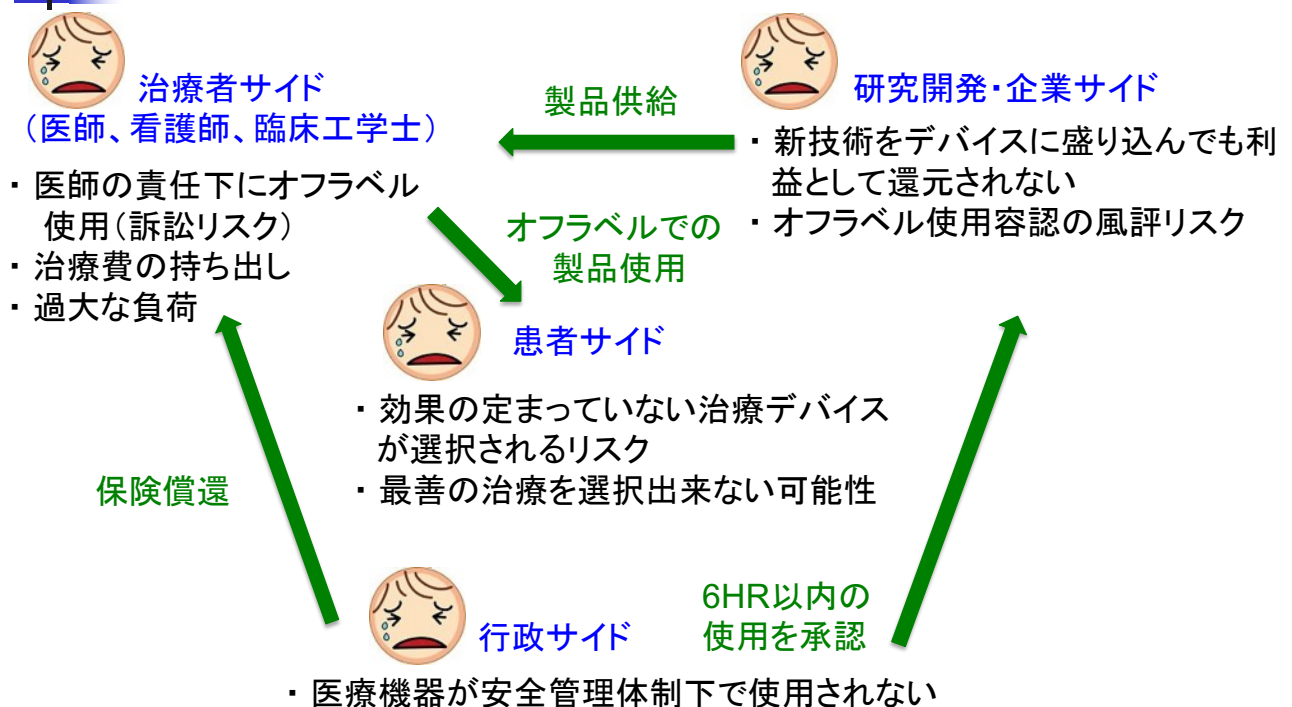 治療者サイド
（医師、看護師、臨床工学士）
・ 医師の責任下にオフラベル
使用（訴訟リスク）
・ 治療費の持ち出し
・ 過大な負荷
製品供給
研究開発・企業サイド
・ 新技術をデバイスに盛り込んでも利
益として還元されない
・ オフラベル使用容認の風評リスク
オフラベルでの
製品使用
患者サイド
・ 効果の定まっていない治療デバイス
が選択されるリスク
・ 最善の治療を選択出来ない可能性
保険償還
6HR以内の
使用を承認
行政サイド
・ 医療機器が安全管理体制下で使用されない